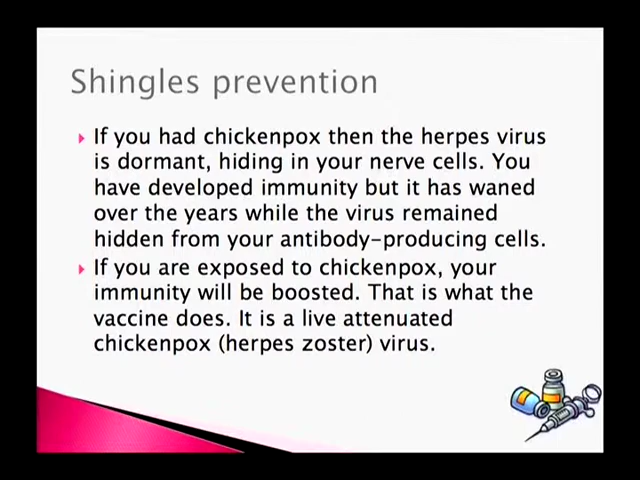 Shingles prevention
If you had chickenpox then the herpes virus
is dormant, hiding in your nerve cells. You
have developed immunity but it has waned
over the years while the virus remained
hidden from your antibody-producing cells.
If you are exposed to chickenpox, your
immunity will be boosted. That is what the
vaccine does. It is a live attenuated
chickenpox (herpes zoster) virus.